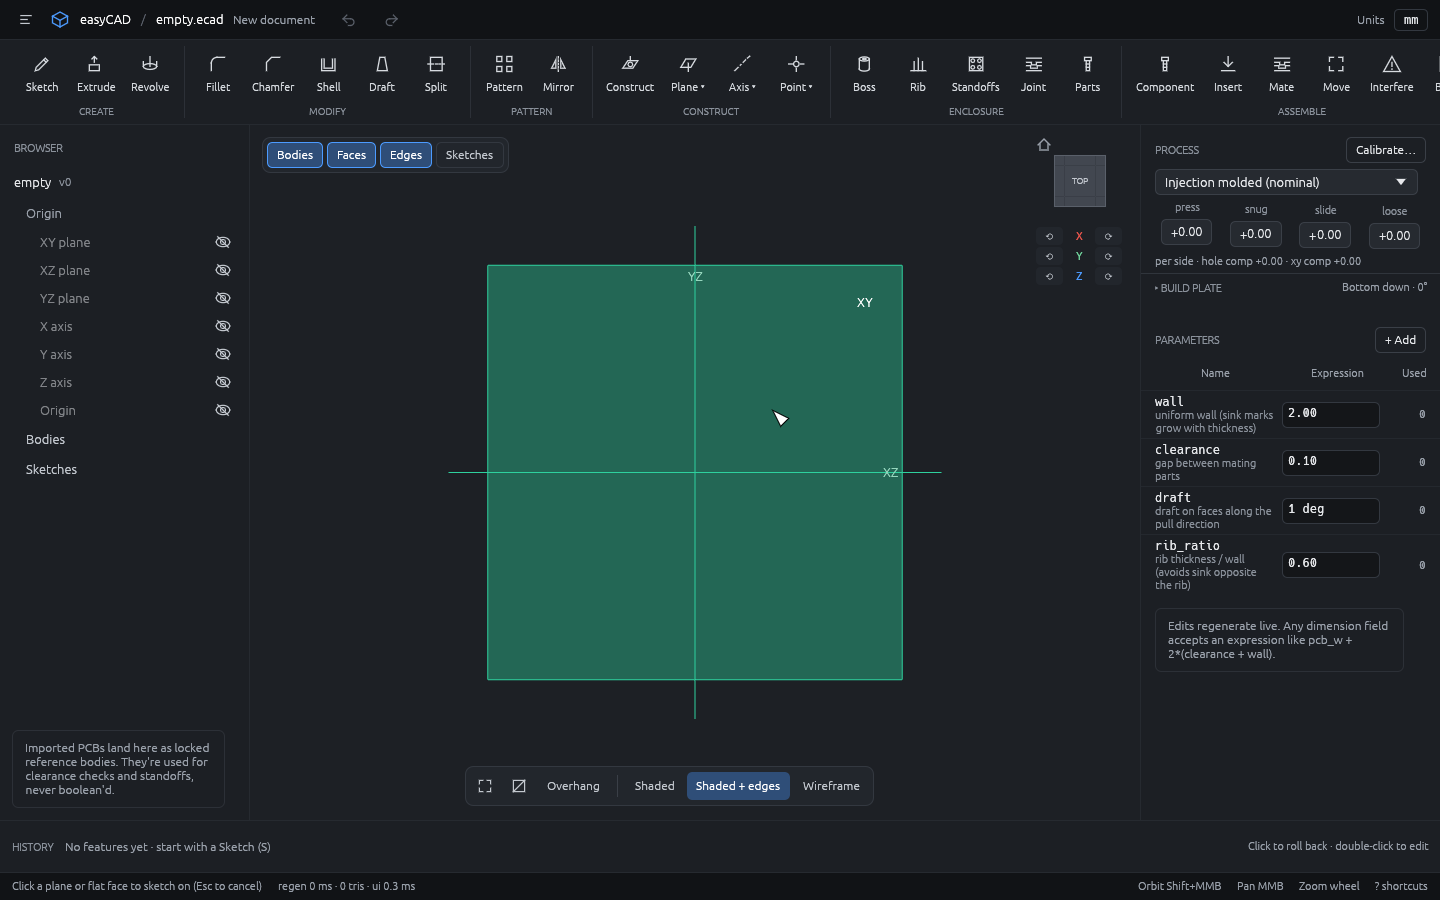 easyCAD / empty.ecad New document
Units mm
Sketch Extrude Revolve
CREATE
Fillet Chamfer Shell Draft Split
MODIFY
Pattern Mirror
PATTERN
Construct Plane Axis Point
CONSTRUCT
Boss Rib Standoffs Joint Parts
ENCLOSURE
Component Insert Mate Move Interfere
ASSEMBLE
BROWSER
empty v0
Origin
XY plane
XZ plane
YZ plane
X axis
Y axis
Z axis
Origin
Bodies
Sketches
Imported PCBs land here as locked
reference bodies. They're used for
clearance checks and standoffs,
never boolean'd.
Bodies Faces Edges Sketches
TOP
X
Y
Z
YZ
XY
XZ
Overhang Shaded Shaded + edges Wireframe
PROCESS Calibrate...
Injection molded (nominal)
press snug slide loose
+0.00 +0.00 +0.00 +0.00
per side · hole comp +0.00 · xy comp +0.00
BUILD PLATE Bottom down · 0°
PARAMETERS + Add
Name Expression Used
wall
uniform wall (sink marks
grow with thickness)
2.00 0
clearance
gap between mating
parts
0.10 0
draft
draft on faces along the
pull direction
1 deg 0
rib_ratio
rib thickness / wall
(avoids sink opposite
the rib)
0.60 0
Edits regenerate live. Any dimension field
accepts an expression like pcb_w +
2*(clearance + wall).
HISTORY No features yet · start with a Sketch (S)
Click to roll back · double-click to edit
Click a plane or flat face to sketch on (Esc to cancel) regen 0 ms · 0 tris · ui 0.3 ms
Orbit Shift+MMB Pan MMB Zoom wheel ? shortcuts